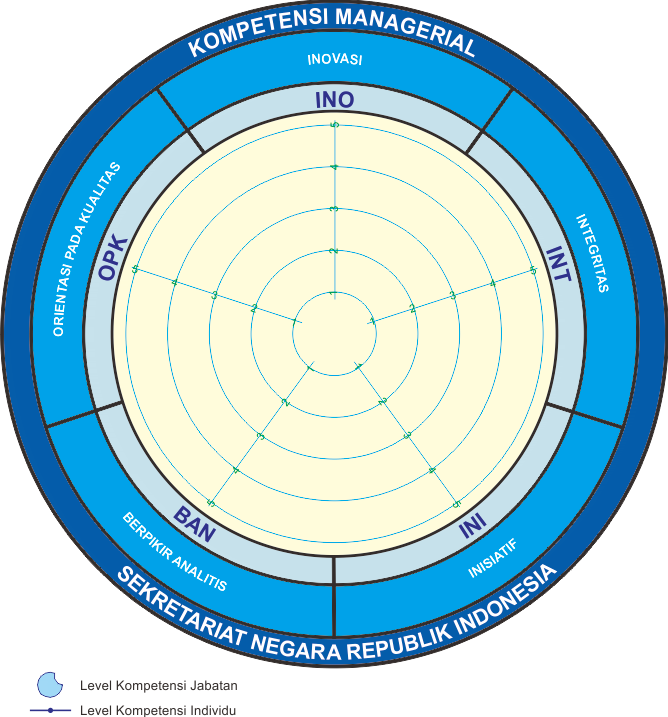 KOMPETENSI MANAGERIAL
INOVASI
INO
5
4
3
2
1
INTEGRITAS
INT
1 2 3 4 5
INISIATIF
INI
1
2
3
4
5
BERPIKIR ANALITIS
BAN
1
2
3
4
5
ORIENTASI PADA KUALITAS
OPK
5 4 3 2 1
SEKRETARIAT NEGARA REPUBLIK INDONESIA
Level Kompetensi Jabatan
Level Kompetensi Individu